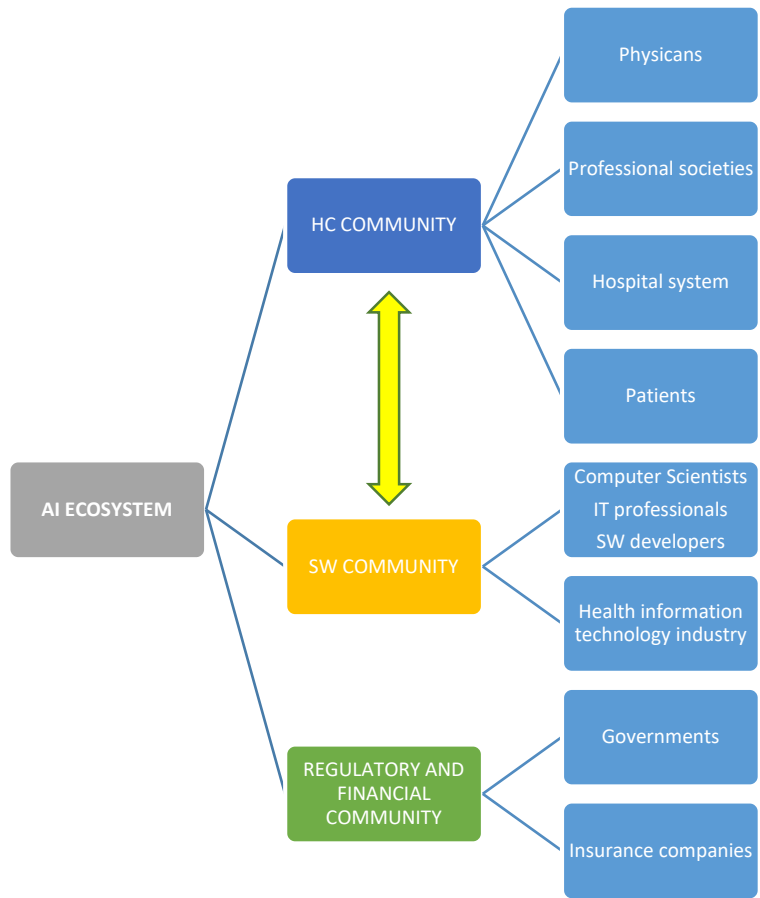 Physicans
Professional societies
HC COMMUNITY
Hospital system
Patients
AI ECOSYSTEM
Computer Scientists
IT professionals
SW developers
SW COMMUNITY
Health information
technology industry
Governments
REGULATORY AND
FINANCIAL
COMMUNITY
Insurance companies